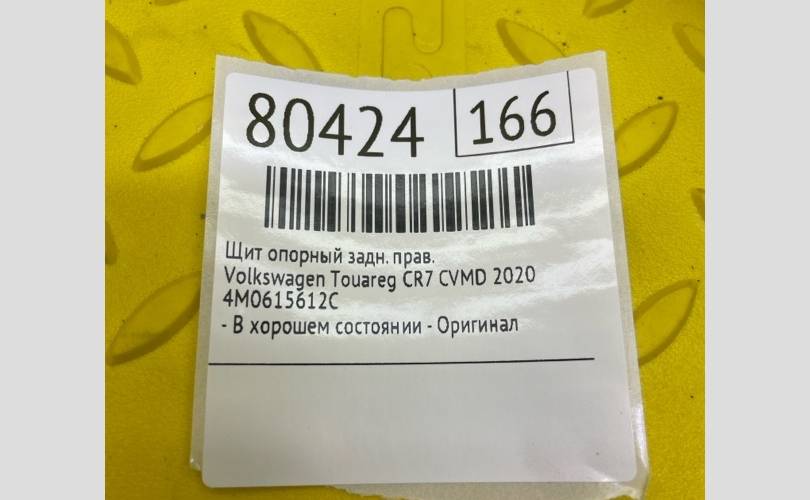 80424 166
Щит опорный задн. прав.
Volkswagen Touareg CR7 CVMD 2020
4M0615612C
- В хорошем состоянии - Оригинал